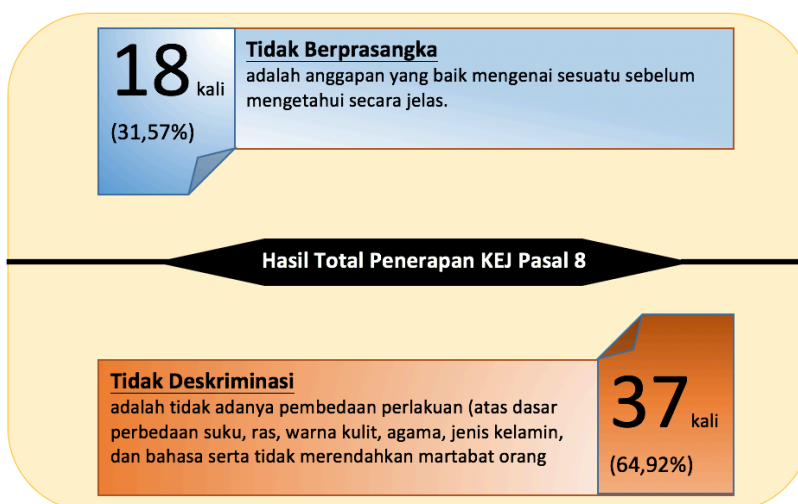 18 kali
(31,57%)
Tidak Berprasangka
adalah anggapan yang baik mengenai sesuatu sebelum
mengetahui secara jelas.
Hasil Total Penerapan KEJ Pasal 8
Tidak Deskriminasi
adalah tidak adanya pembedaan perlakuan (atas dasar
perbedaan suku, ras, warna kulit, agama, jenis kelamin,
dan bahasa serta tidak merendahkan martabat orang
37 kali
(64,92%)